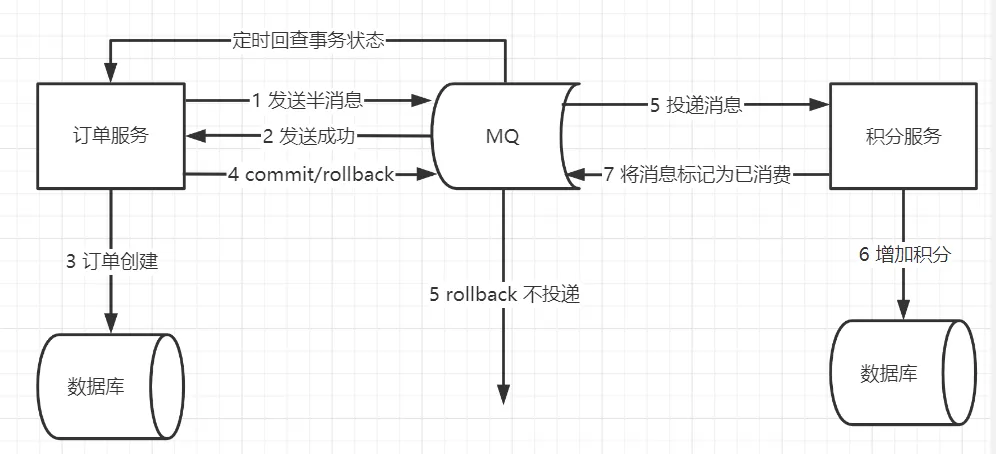 定时回查事务状态
订单服务
1 发送半消息
2 发送成功
4 commit/rollback
MQ
5 投递消息
7 将消息标记为已消费
积分服务
3 订单创建
5 rollback 不投递
6 增加积分
数据库
数据库